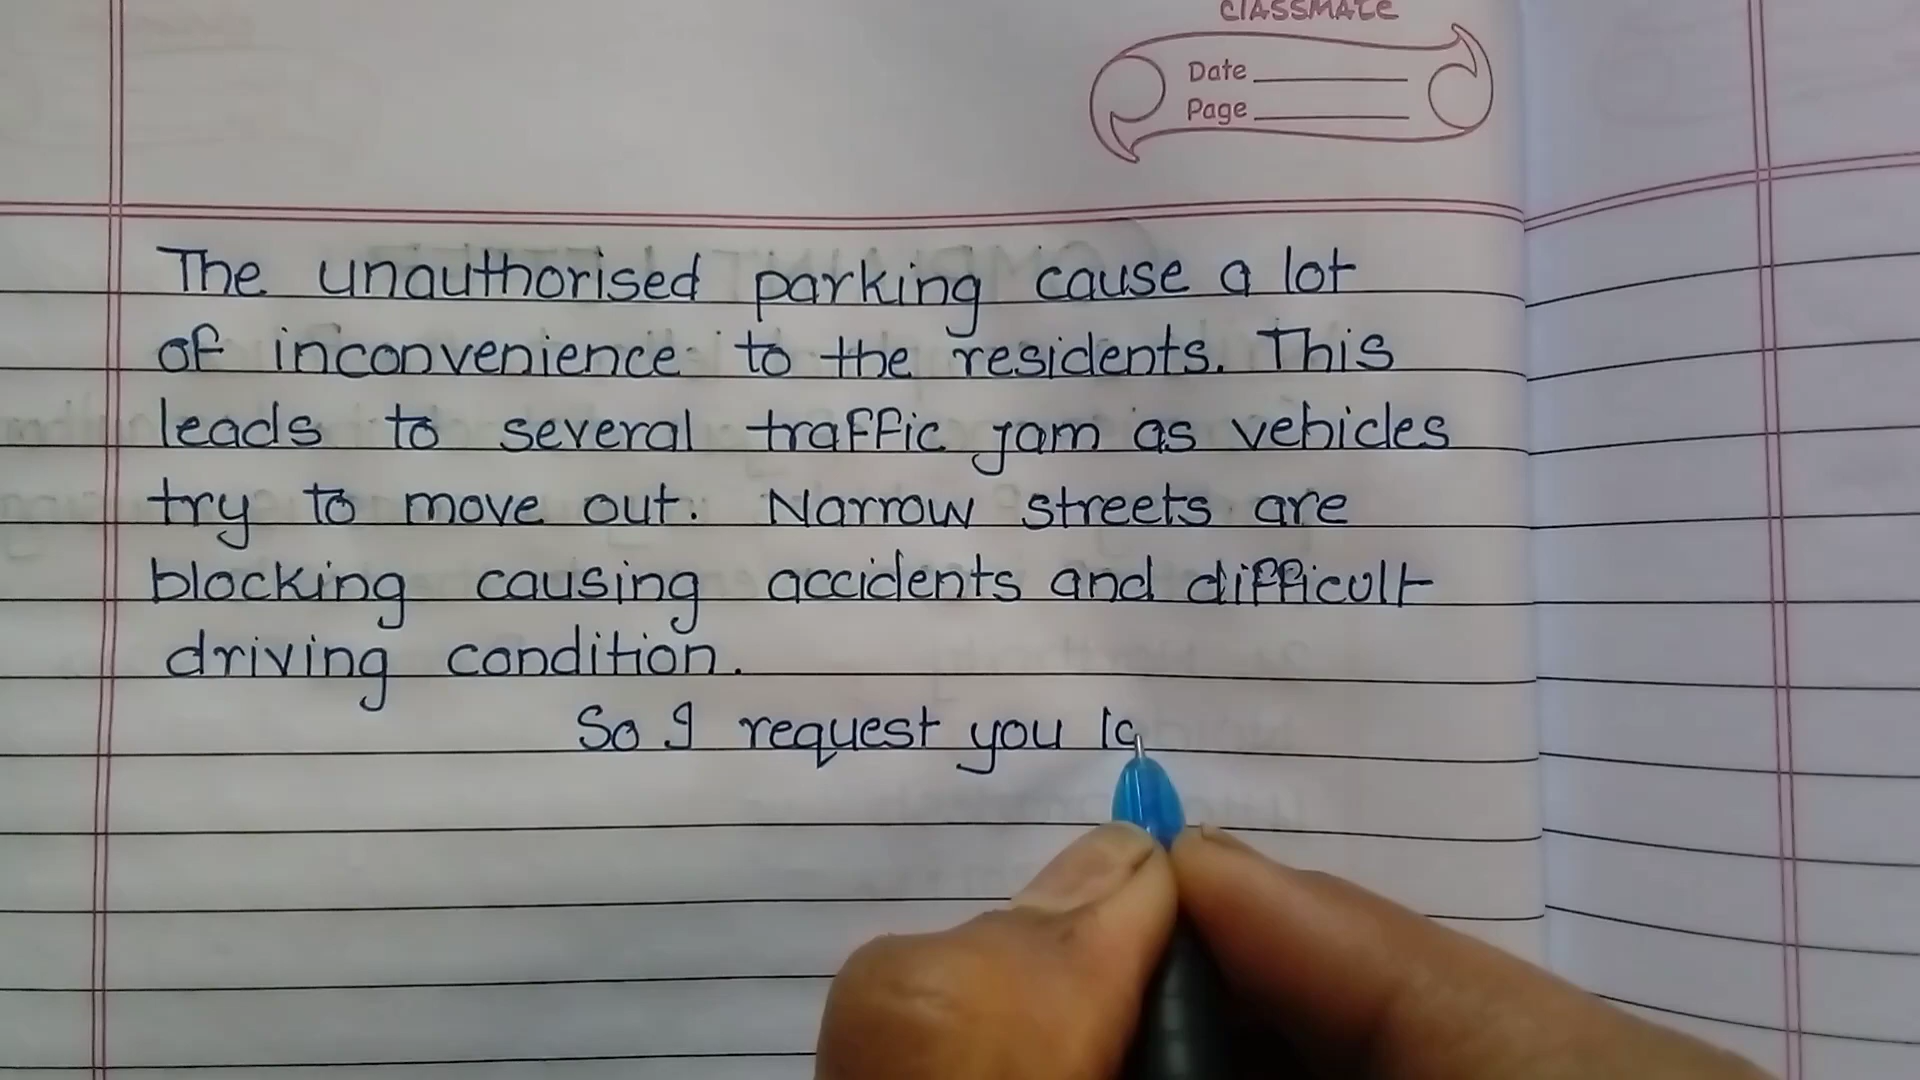 classmate
Date
Page
The unauthorised parking cause a lot
of inconvenience to the residents. This
leads to several traffic jam as vehicles
try to move out. Narrow streets are
blocking causing accidents and difficult
driving condition.
So I request you